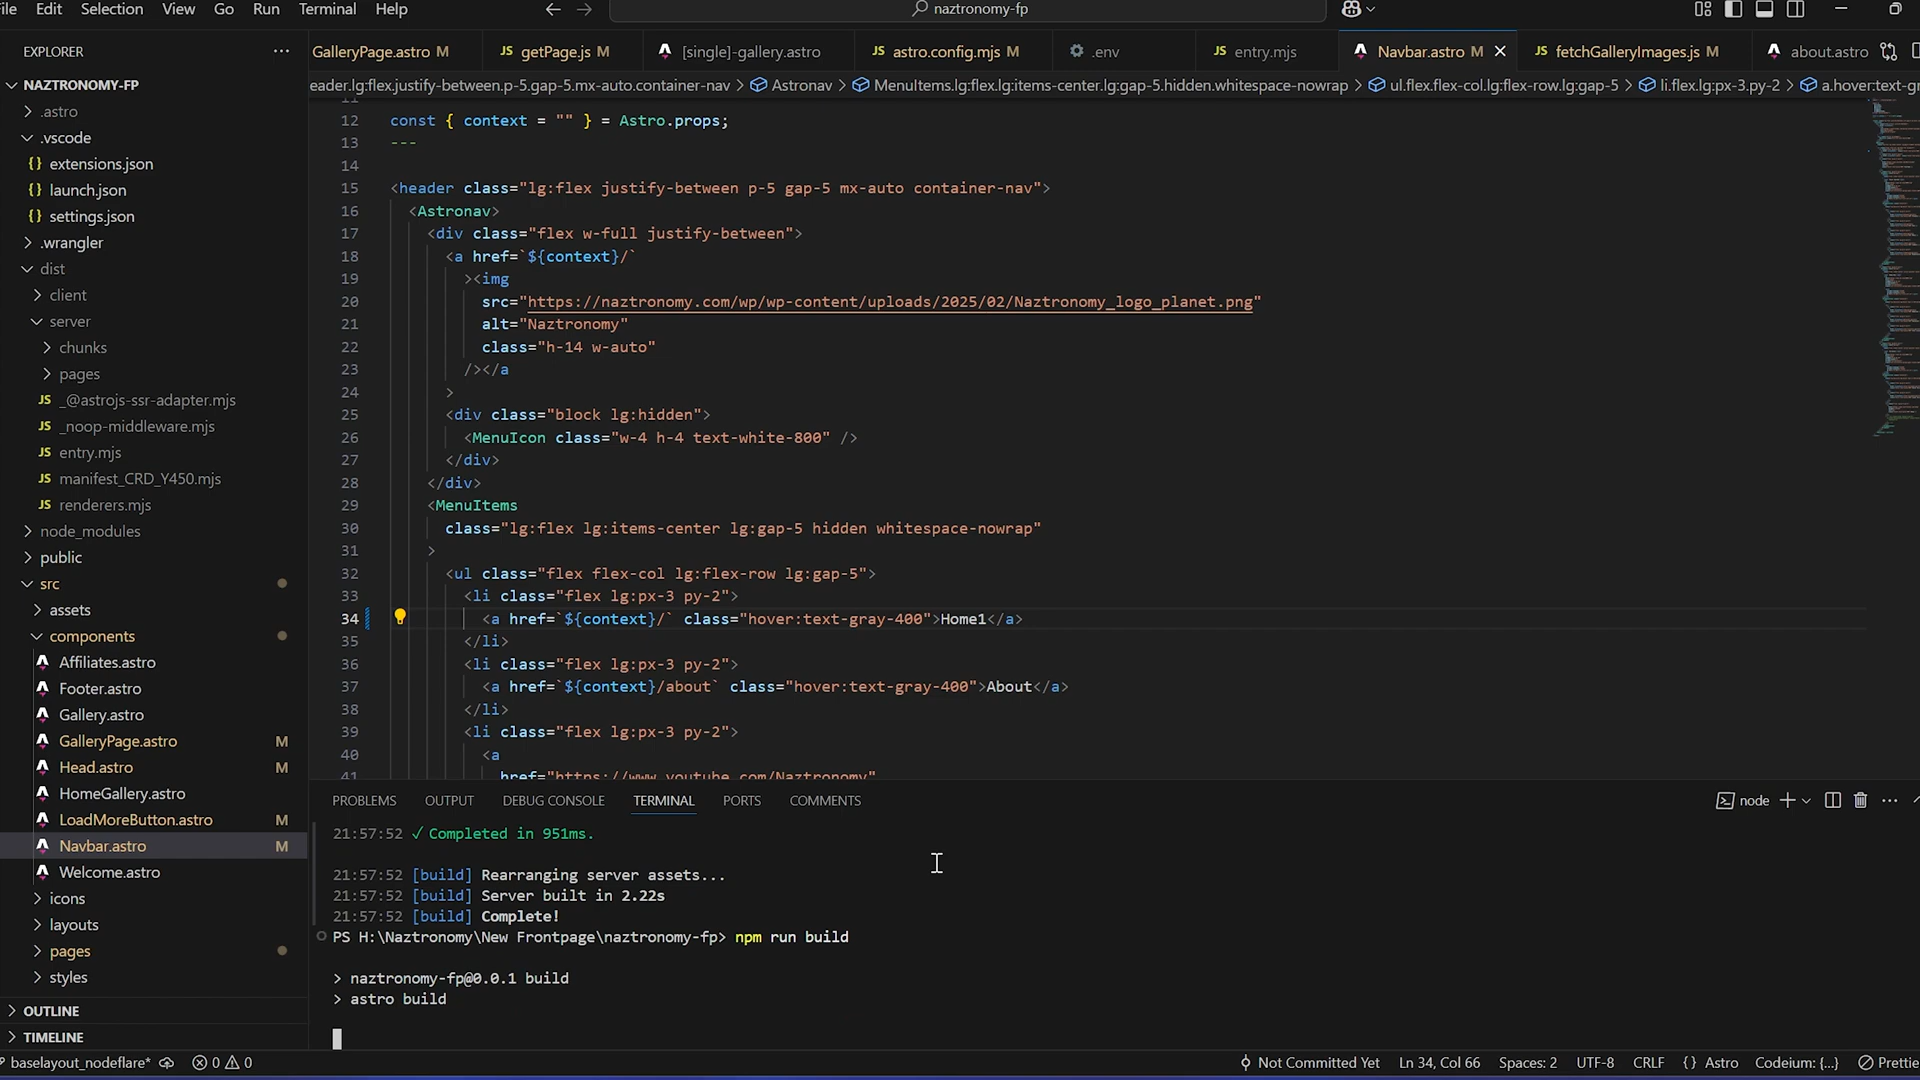 File Edit Selection View Go Run Terminal Help
naztronomy-fp
EXPLORER
GalleryPage.astro M
getPage.js M
[single]-gallery.astro
astro.config.mjs M
.env
entry.mjs
Navbar.astro M
fetchGalleryImages.js M
about.astro
NAZTRONOMY-FP
eader.lg:flex.justify-between.p-5.gap-5.mx-auto.container-nav > Astronav > MenuItems.lg:flex.lg:items-center.lg:gap-5.hidden.whitespace-nowrap > ul.flex.flex-col.lg:flex-row.lg:gap-5 > li.flex.lg:px-3.py-2 > a.hover:text-gr
.astro
.vscode
extensions.json
launch.json
settings.json
.wrangler
dist
client
server
chunks
pages
_@astrojs-ssr-adapter.mjs
_noop-middleware.mjs
entry.mjs
manifest_CRD_Y450.mjs
renderers.mjs
node_modules
public
src
assets
components
Affiliates.astro
Footer.astro
Gallery.astro
GalleryPage.astro M
Head.astro M
HomeGallery.astro
LoadMoreButton.astro M
Navbar.astro M
Welcome.astro
icons
layouts
pages
styles
OUTLINE
TIMELINE
11
12 const { context = "" } = Astro.props;
13 ---
14
15 <header class="lg:flex justify-between p-5 gap-5 mx-auto container-nav">
16 <Astronav>
17 <div class="flex w-full justify-between">
18 <a href=`${context}/`
19 ><img
20 src="https://naztronomy.com/wp/wp-content/uploads/2025/02/Naztronomy_logo_planet.png"
21 alt="Naztronomy"
22 class="h-14 w-auto"
23 /></a
24 >
25 <div class="block lg:hidden">
26 <MenuIcon class="w-4 h-4 text-white-800" />
27 </div>
28 </div>
29 <MenuItems
30 class="lg:flex lg:items-center lg:gap-5 hidden whitespace-nowrap"
31 >
32 <ul class="flex flex-col lg:flex-row lg:gap-5">
33 <li class="flex lg:px-3 py-2">
34 <a href=`${context}/` class="hover:text-gray-400">Home1</a>
35 </li>
36 <li class="flex lg:px-3 py-2">
37 <a href=`${context}/about` class="hover:text-gray-400">About</a>
38 </li>
39 <li class="flex lg:px-3 py-2">
40 <a
41 href="https://www.youtube.com/Naztronomy"
PROBLEMS OUTPUT DEBUG CONSOLE TERMINAL PORTS COMMENTS
node
21:57:52 ✓ Completed in 951ms.
21:57:52 [build] Rearranging server assets...
21:57:52 [build] Server built in 2.22s
21:57:52 [build] Complete!
PS H:\Naztronomy\New Frontpage\naztronomy-fp> npm run build
> naztronomy-fp@0.0.1 build
> astro build
baselayout_nodeflare* 0 0
Not Committed Yet Ln 34, Col 66 Spaces: 2 UTF-8 CRLF {} Astro Codeium: {...} Prettie